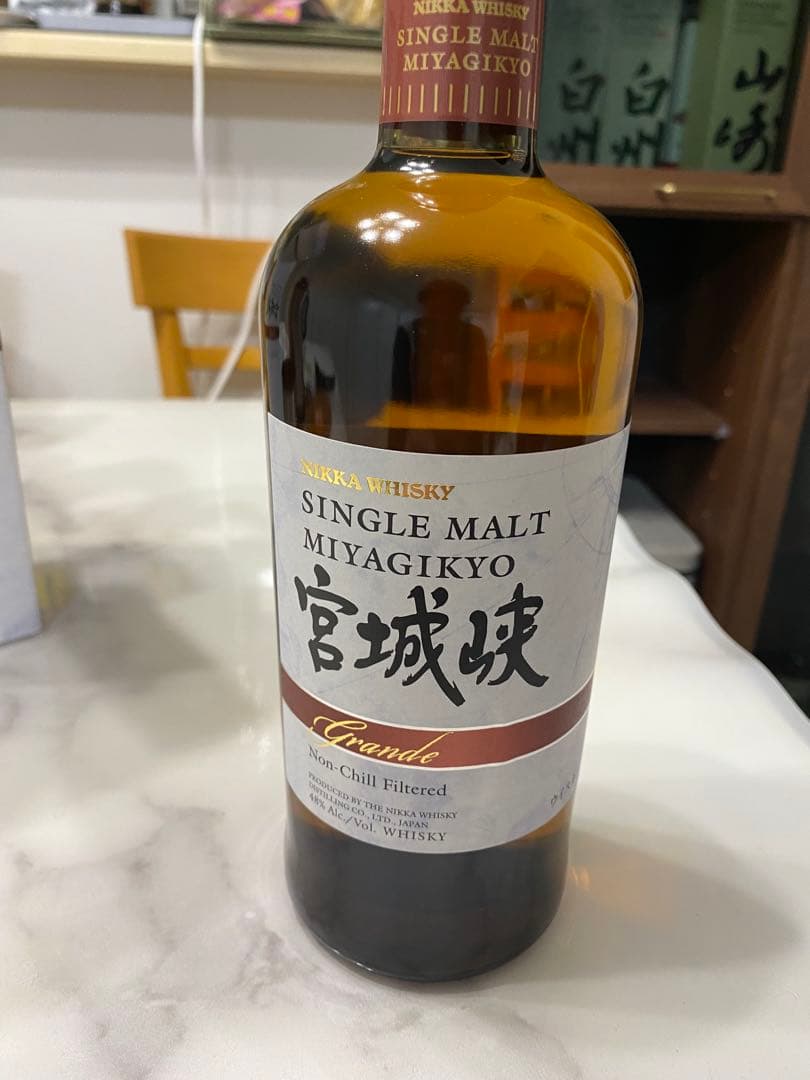 NIKKA WHISKY
SINGLE MALT
MIYAGIKYO
白州
白州
山崎
NIKKA WHISKY
SINGLE MALT
MIYAGIKYO
宮城峡
Grande
Non-Chill Filtered
PRODUCED BY THE NIKKA WHISKY
DISTILLING CO., LTD., JAPAN
48% Alc./Vol. WHISKY